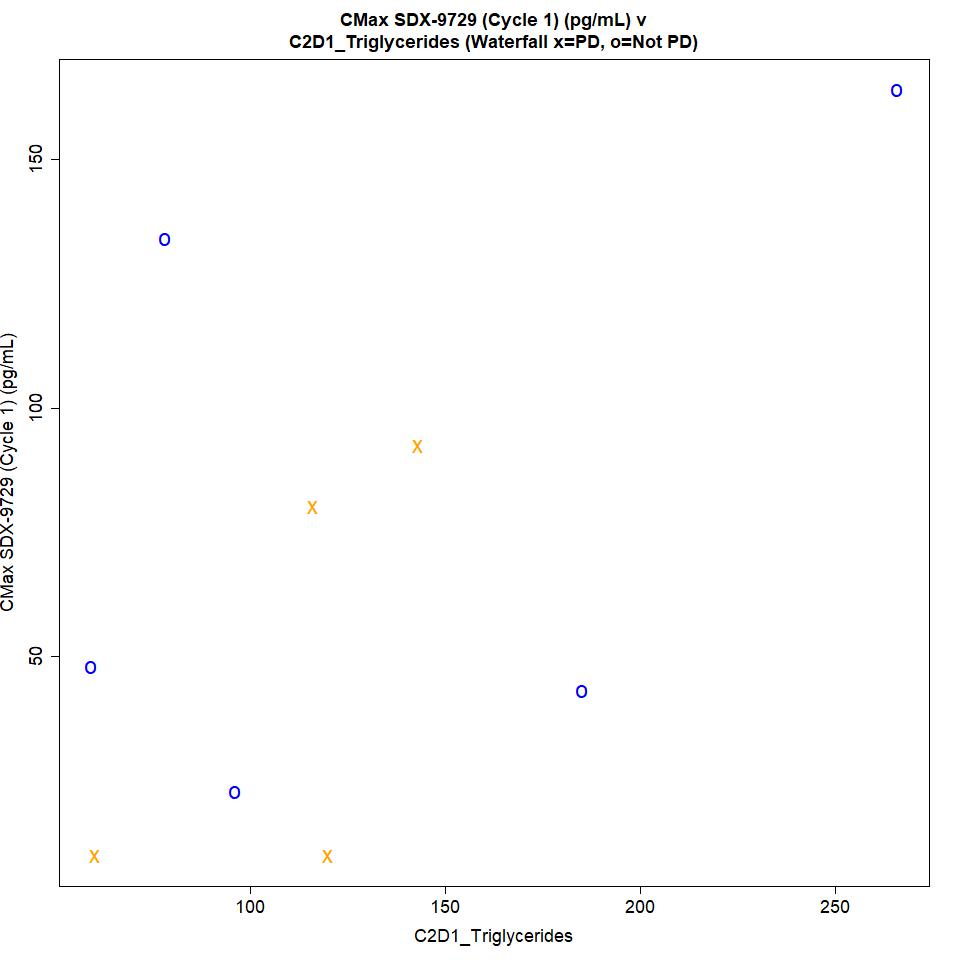 CMax SDX-9729 (Cycle 1) (pg/mL) v
C2D1_Triglycerides (Waterfall x=PD, o=Not PD)
CMax SDX-9729 (Cycle 1) (pg/mL)
150
100
50
o
o
x
x
o
o
o
x
x
100
150
200
250
C2D1_Triglycerides